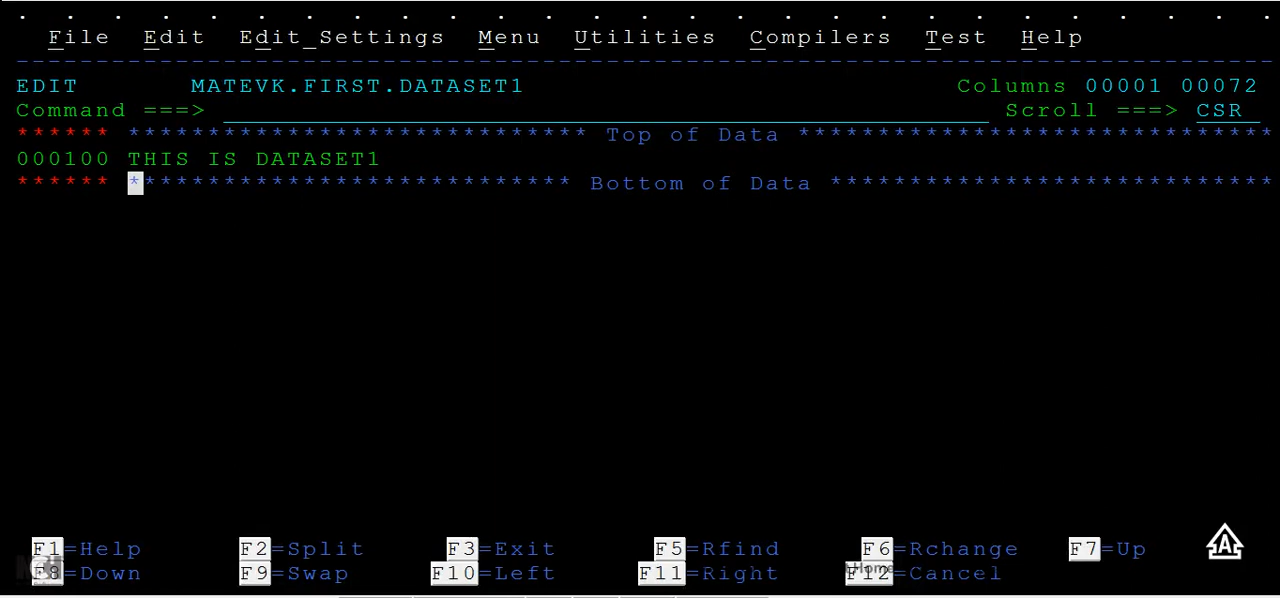 File Edit Edit_Settings Menu Utilities Compilers Test Help
EDIT MATEVK.FIRST.DATASET1 Columns 00001 00072
Command ===> Scroll ===> CSR
****** **************************** Top of Data ******************************
000100 THIS IS DATASET1
****** **************************** Bottom of Data ****************************
F1=Help F2=Split F3=Exit F5=Rfind F6=Rchange F7=Up
F8=Down F9=Swap F10=Left F11=Right F12=Cancel
Home
A